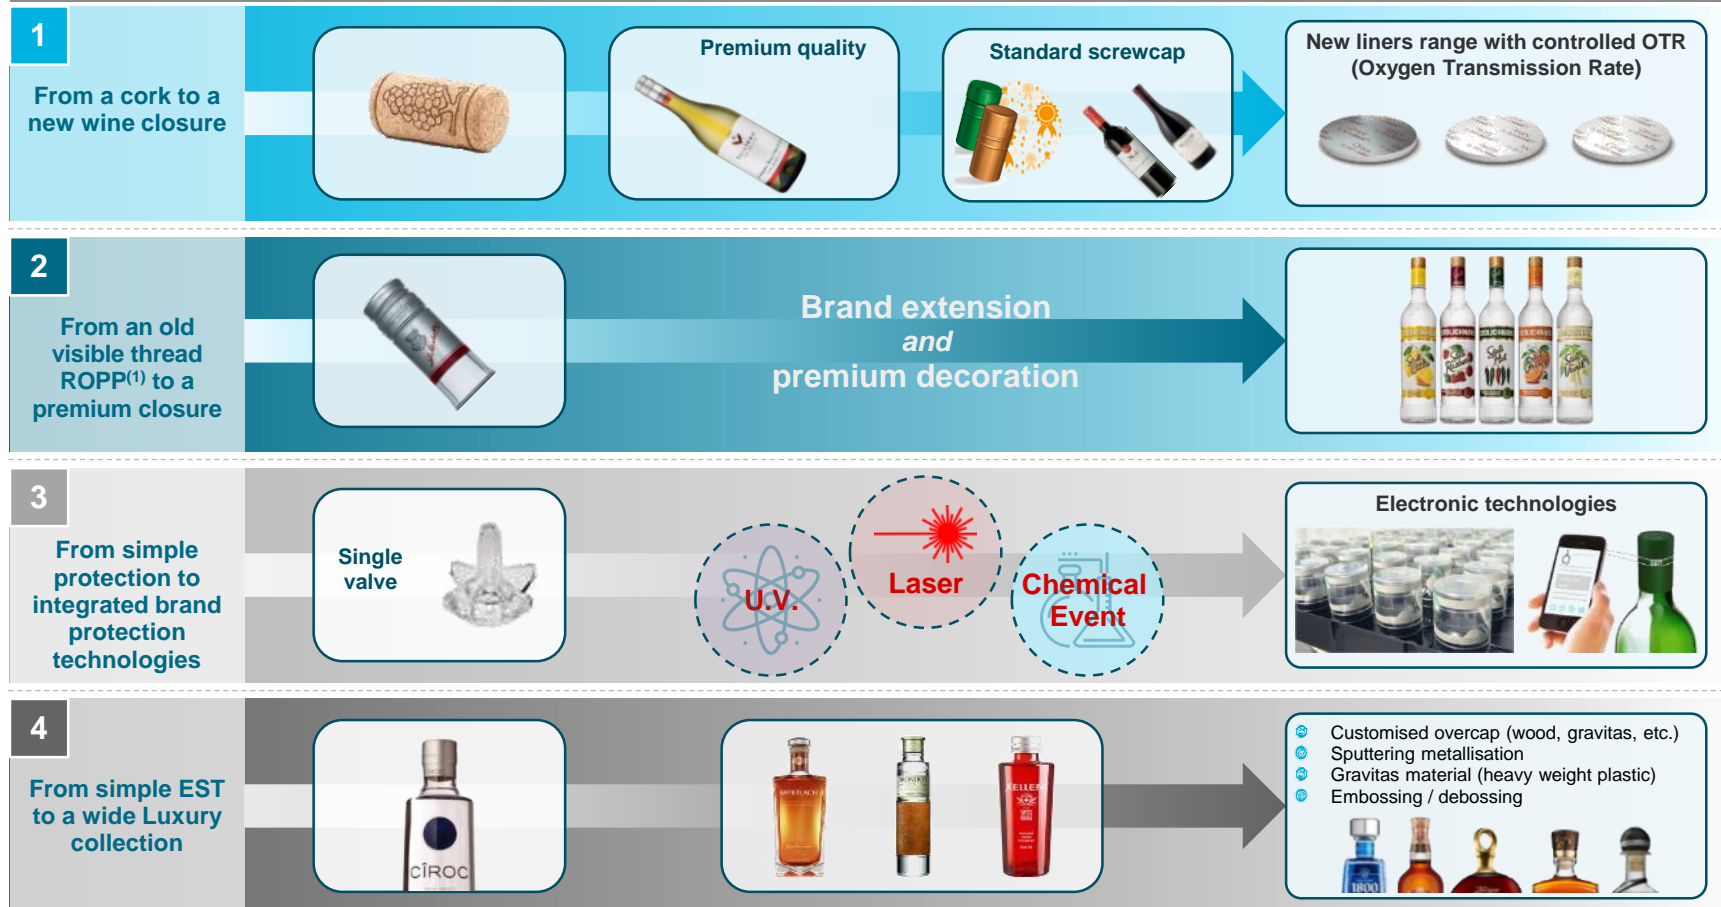 1
From a cork to a
new wine closure
Premium quality
Standard screwcap
New liners range with controlled OTR
(Oxygen Transmission Rate)
2
From an old
visible thread
ROPP(1) to a
premium closure
Brand extension
and
premium decoration
3
From simple
protection to
integrated brand
protection
technologies
Single
valve
U.V.
Laser
Chemical
Event
Electronic technologies
4
From simple EST
to a wide Luxury
collection
CÎROC
Customised overcap (wood, gravitas, etc.)
Sputtering metallisation
Gravitas material (heavy weight plastic)
Embossing / debossing
1800